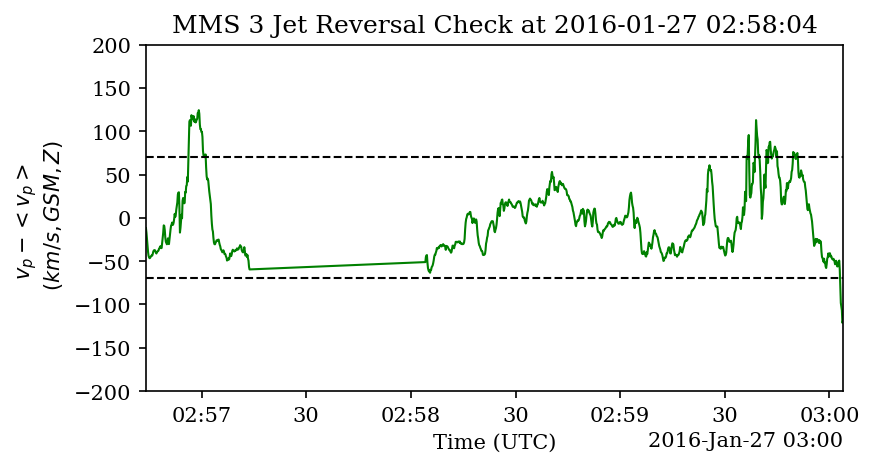 MMS 3 Jet Reversal Check at 2016-01-27 02:58:04
v_p − < v_p >
(km/s, GSM, Z)
200
150
100
50
0
−50
−100
−150
−200
02:57 30 02:58 30 02:59 30 03:00
Time (UTC)
2016-Jan-27 03:00